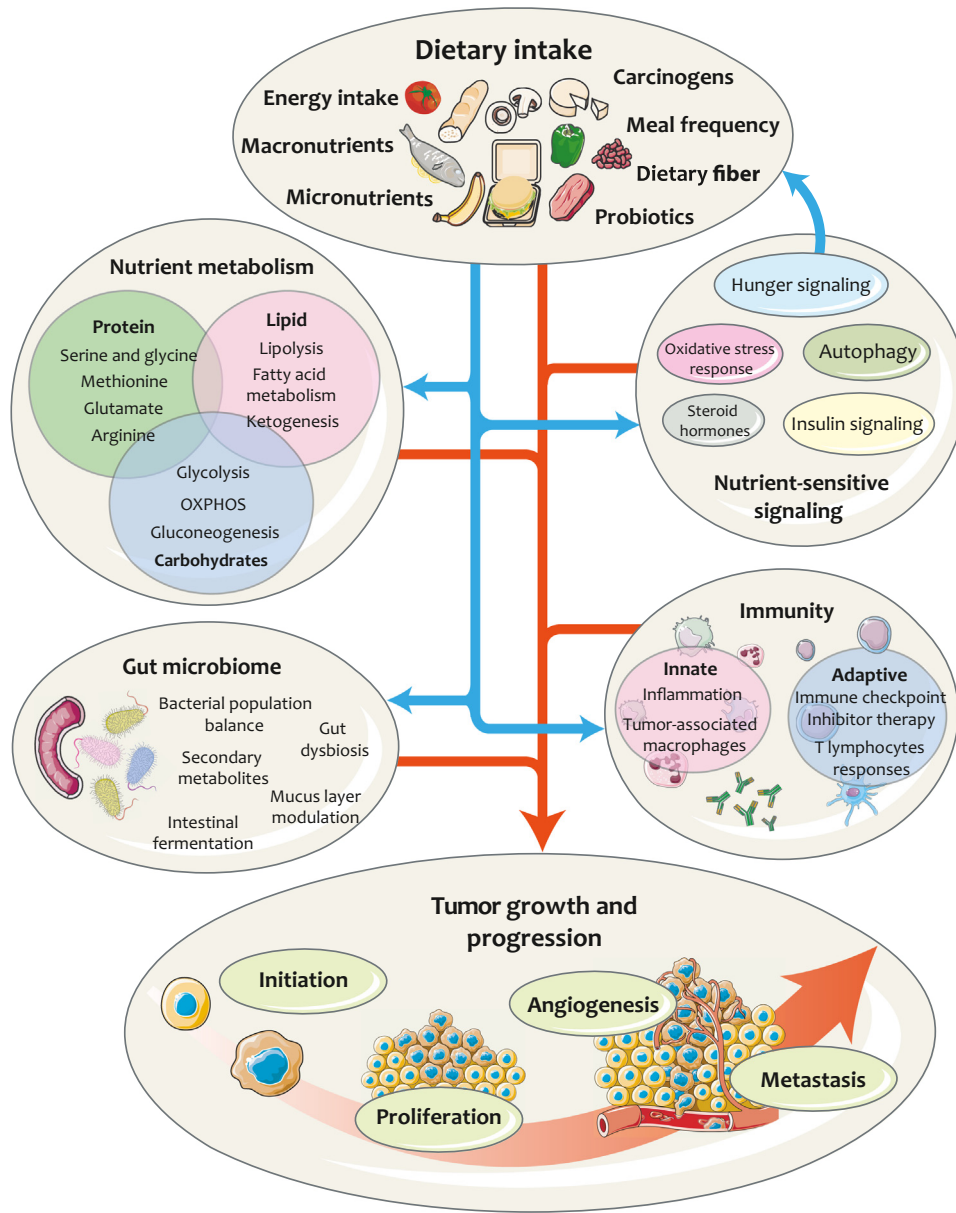 Dietary intake
Energy intake
Macronutrients
Micronutrients
Carcinogens
Meal frequency
Dietary fiber
Probiotics
Nutrient metabolism
Protein
Serine and glycine
Methionine
Glutamate
Arginine
Lipid
Lipolysis
Fatty acid
metabolism
Ketogenesis
Glycolysis
OXPHOS
Gluconeogenesis
Carbohydrates
Hunger signaling
Oxidative stress
response
Autophagy
Steroid
hormones
Insulin signaling
Nutrient-sensitive
signaling
Gut microbiome
Bacterial population
balance
Gut
dysbiosis
Secondary
metabolites
Mucus layer
modulation
Intestinal
fermentation
Immunity
Innate
Inflammation
Tumor-associated
macrophages
Adaptive
Immune checkpoint
Inhibitor therapy
T lymphocytes
responses
Tumor growth and
progression
Initiation
Proliferation
Angiogenesis
Metastasis